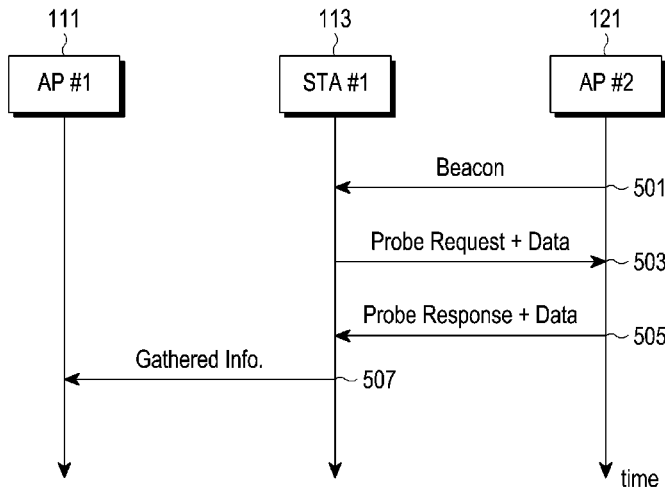 111
113
121
AP #1
STA #1
AP #2
Beacon
501
Probe Request + Data
503
Probe Response + Data
505
Gathered Info.
507
time